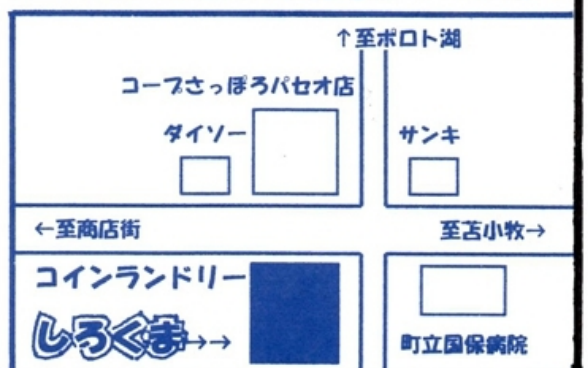 ↑至ポロト湖
コープさっぽろパセオ店
ダイソー
サンキ
←至商店街
至苫小牧→
コインランドリー
しろくま→→
町立国保病院